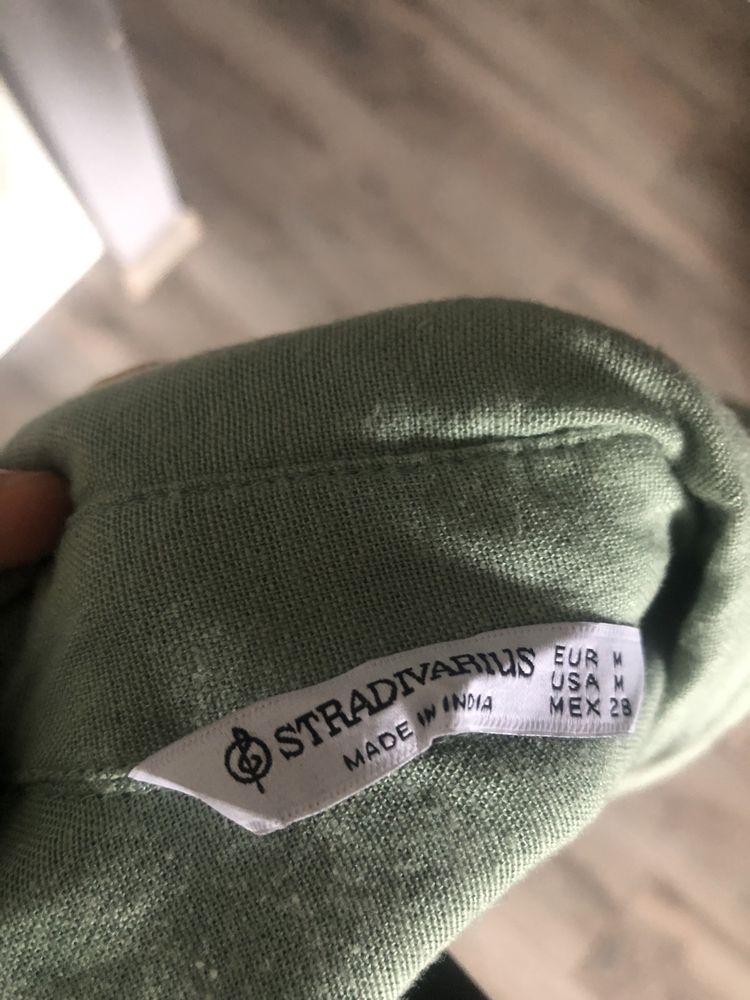 STRADIVARIUS
MADE IN INDIA
EUR M
USA M
MEX 28